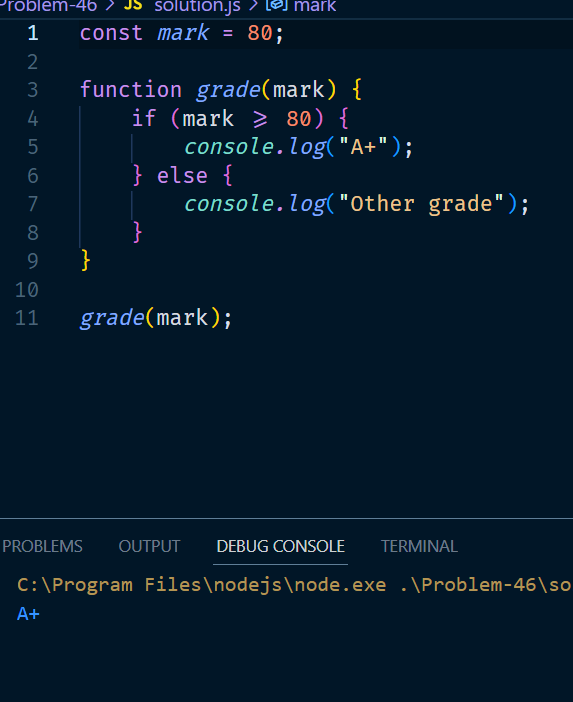 Problem-46 > JS solution.js > mark
1 const mark = 80;
2
3 function grade(mark) {
4 if (mark >= 80) {
5 console.log("A+");
6 } else {
7 console.log("Other grade");
8 }
9 }
10
11 grade(mark);
PROBLEMS OUTPUT DEBUG CONSOLE TERMINAL
C:\Program Files\nodejs\node.exe .\Problem-46\so
A+